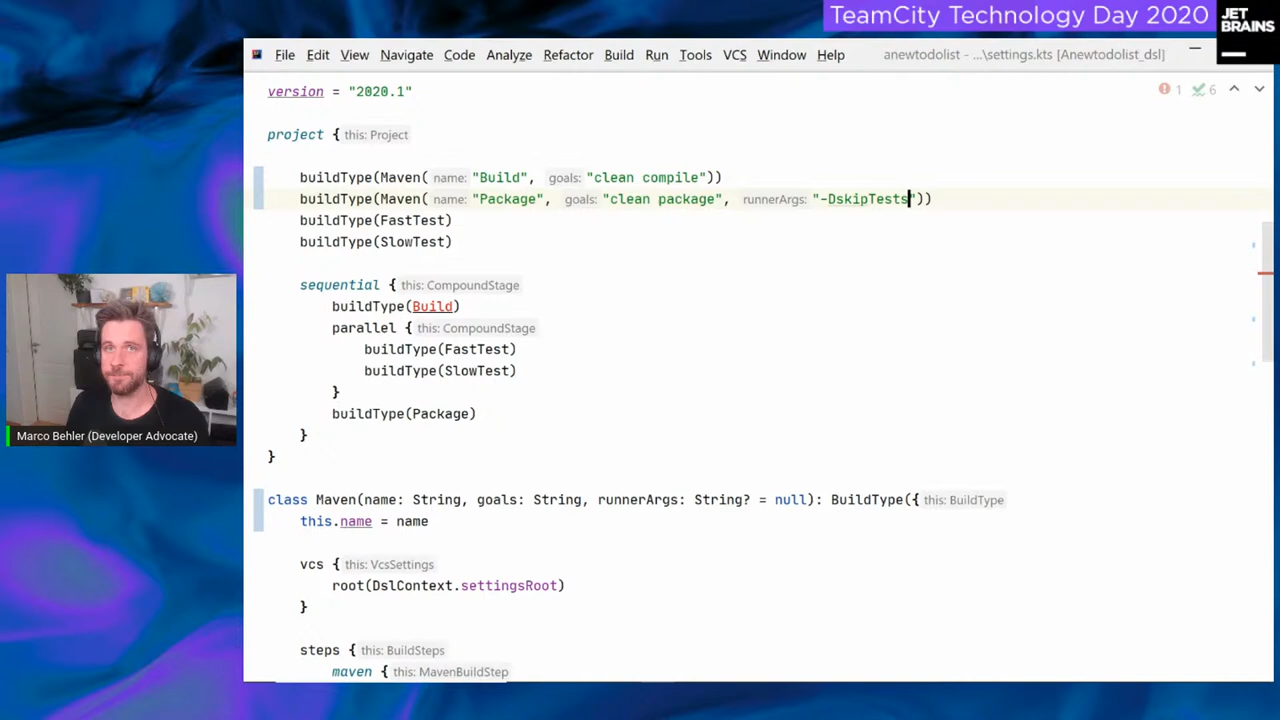 TeamCity Technology Day 2020
JET
BRAINS
File Edit View Navigate Code Analyze Refactor Build Run Tools VCS Window Help anewtodolist - ...\settings.kts [Anewtodolist_dsl]
version = "2020.1"
1 6
project { this: Project
buildType(Maven( name: "Build", goals: "clean compile"))
buildType(Maven( name: "Package", goals: "clean package", runnerArgs: "-DskipTests"))
buildType(FastTest)
buildType(SlowTest)
sequential { this: CompoundStage
buildType(Build)
parallel { this: CompoundStage
buildType(FastTest)
buildType(SlowTest)
}
buildType(Package)
}
}
class Maven(name: String, goals: String, runnerArgs: String? = null): BuildType({ this: BuildType
this.name = name
vcs { this: VcsSettings
root(DslContext.settingsRoot)
}
steps { this: BuildSteps
maven { this: MavenBuildStep
Marco Behler (Developer Advocate)